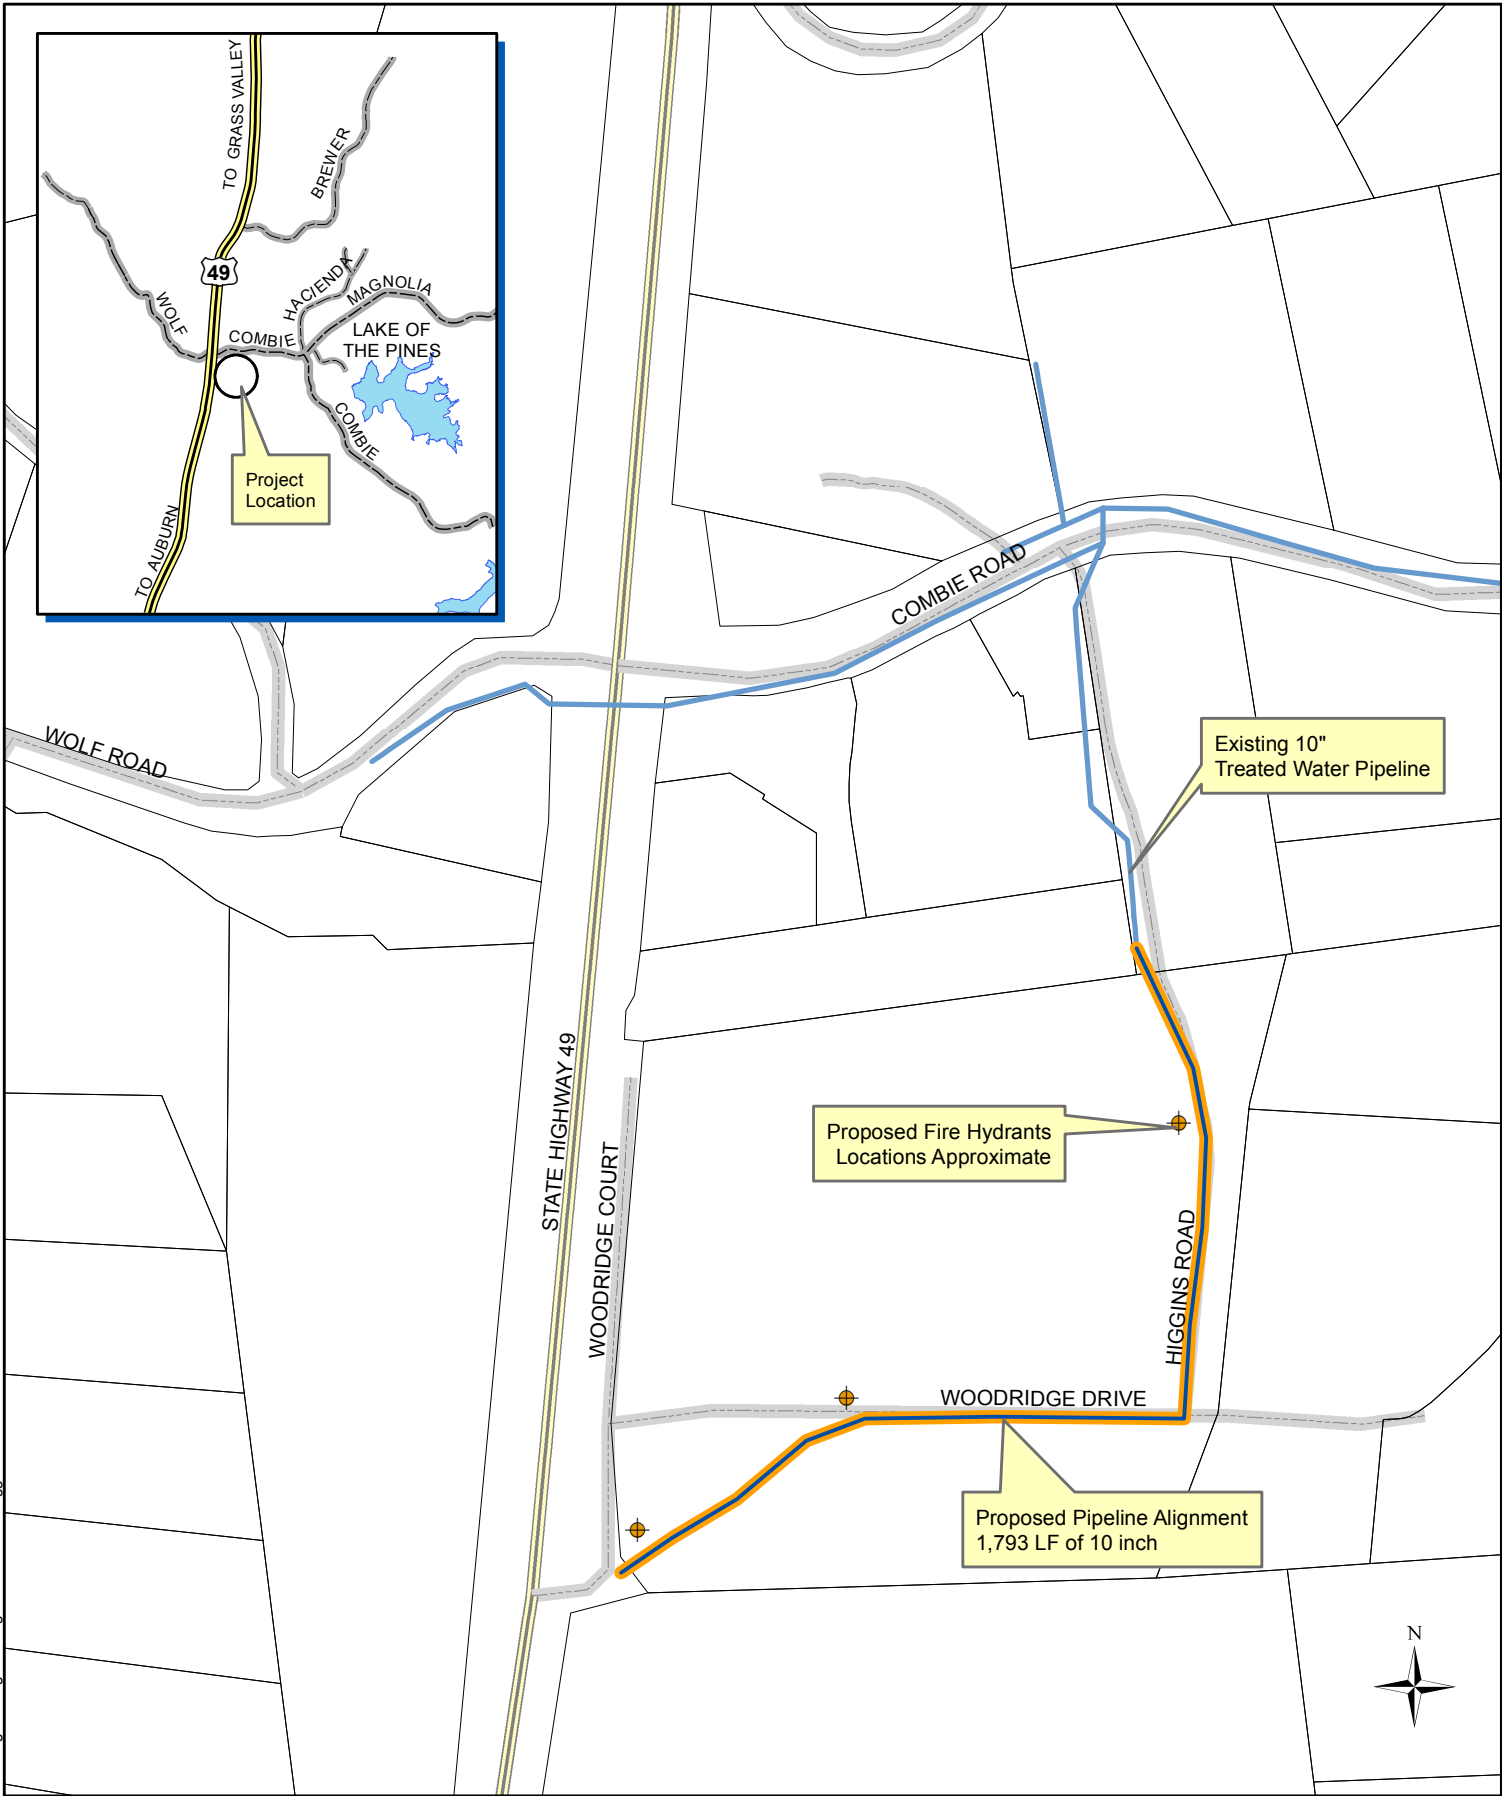 TO GRASS VALLEY
BREWER
49
WOLF
HACIENDA
MAGNOLIA
COMBIE
LAKE OF
THE PINES
COMBIE
Project
Location
TO AUBURN
COMBIE ROAD
WOLF ROAD
Existing 10"
Treated Water Pipeline
STATE HIGHWAY 49
WOODRIDGE COURT
Proposed Fire Hydrants
Locations Approximate
HIGGINS ROAD
WOODRIDGE DRIVE
Proposed Pipeline Alignment
1,793 LF of 10 inch
N